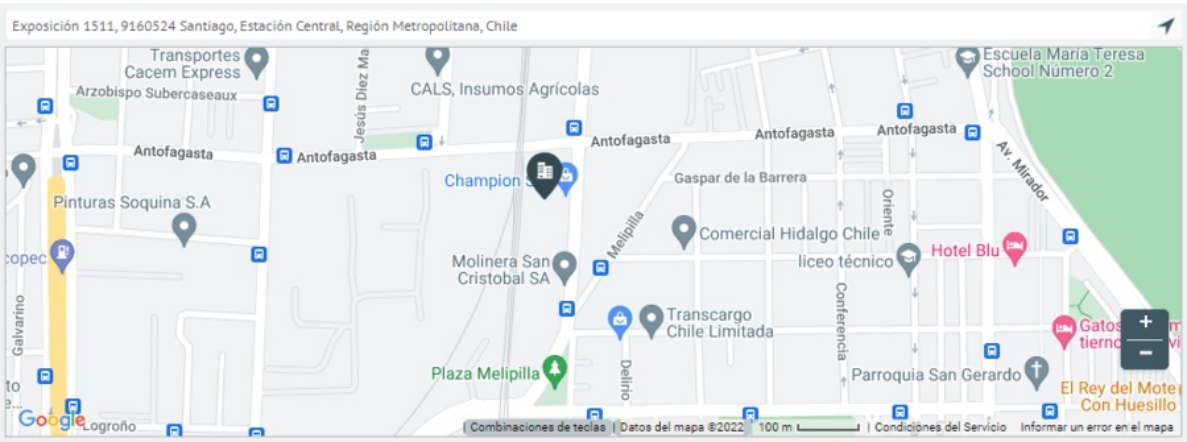 Exposición 1511, 9160524 Santiago, Estación Central, Región Metropolitana, Chile
Transportes
Cacem Express
Escuela María Teresa
School Número 2
Arzobispo Subercaseaux
Jesús Diez Ma
CALS, Insumos Agrícolas
Antofagasta
Antofagasta
Antofagasta
Antofagasta
Antofagasta
Av. Mirador
Champion
Gaspar de la Barrera
Pinturas Soquina S.A
Oriente
Melipilla
Comercial Hidalgo Chile
Hotel Blu
copec
Molinera San
Cristobal SA
liceo técnico
Galvarino
Conferencia
Transcargo
Chile Limitada
Gatos
tierno
+
−
Plaza Melipilla
Delirio
Parroquia San Gerardo
to
El Rey del Mote
Con Huesillo
Google
Logroño
Combinaciones de teclas
Datos del mapa ©2022
100 m
Condiciones del Servicio
Informar un error en el mapa